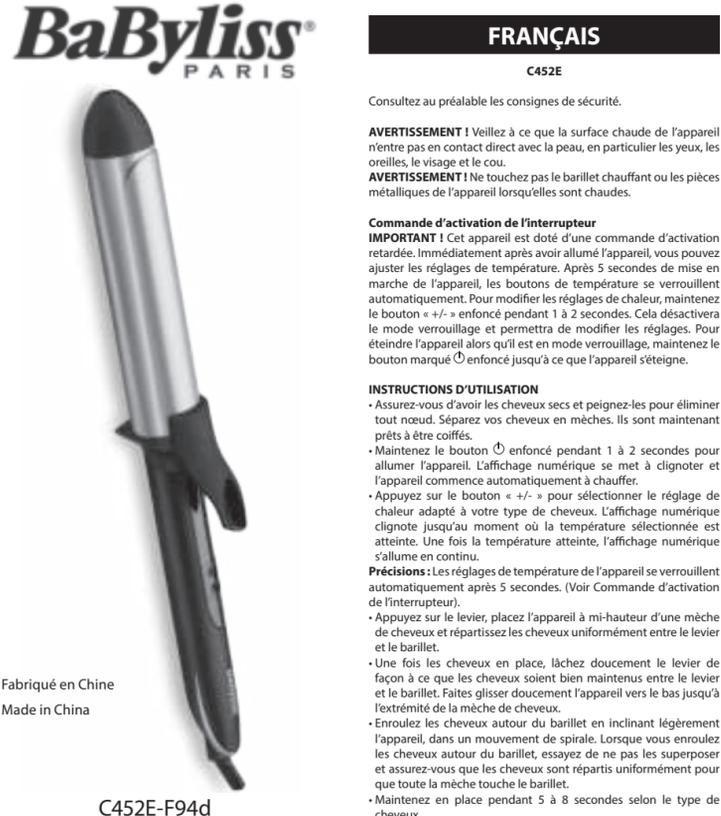 BaByliss®
PARIS
Fabriqué en Chine
Made in China
C452E-F94d
FRANÇAIS
C452E
Consultez au préalable les consignes de sécurité.
AVERTISSEMENT ! Veillez à ce que la surface chaude de l'appareil
n'entre pas en contact direct avec la peau, en particulier les yeux, les
oreilles, le visage et le cou.
AVERTISSEMENT ! Ne touchez pas le barillet chauffant ou les pièces
métalliques de l'appareil lorsqu'elles sont chaudes.
Commande d'activation de l'interrupteur
IMPORTANT ! Cet appareil est doté d'une commande d'activation
retardée. Immédiatement après avoir allumé l'appareil, vous pouvez
ajuster les réglages de température. Après 5 secondes de mise en
marche de l'appareil, les boutons de température se verrouillent
automatiquement. Pour modifier les réglages de chaleur, maintenez
le bouton « +/- » enfoncé pendant 1 à 2 secondes. Cela désactivera
le mode verrouillage et permettra de modifier les réglages. Pour
éteindre l'appareil alors qu'il est en mode verrouillage, maintenez le
bouton marqué ⏻ enfoncé jusqu'à ce que l'appareil s'éteigne.
INSTRUCTIONS D'UTILISATION
• Assurez-vous d'avoir les cheveux secs et peignez-les pour éliminer
tout nœud. Séparez vos cheveux en mèches. Ils sont maintenant
prêts à être coiffés.
• Maintenez le bouton ⏻ enfoncé pendant 1 à 2 secondes pour
allumer l'appareil. L'affichage numérique se met à clignoter et
l'appareil commence automatiquement à chauffer.
• Appuyez sur le bouton « +/- » pour sélectionner le réglage de
chaleur adapté à votre type de cheveux. L'affichage numérique
clignote jusqu'au moment où la température sélectionnée est
atteinte. Une fois la température atteinte, l'affichage numérique
s'allume en continu.
Précisions : Les réglages de température de l'appareil se verrouillent
automatiquement après 5 secondes. (Voir Commande d'activation
de l'interrupteur).
• Appuyez sur le levier, placez l'appareil à mi-hauteur d'une mèche
de cheveux et répartissez les cheveux uniformément entre le levier
et le barillet.
• Une fois les cheveux en place, lâchez doucement le levier de
façon à ce que les cheveux soient bien maintenus entre le levier
et le barillet. Faites glisser doucement l'appareil vers le bas jusqu'à
l'extrémité de la mèche de cheveux.
• Enroulez les cheveux autour du barillet en inclinant légèrement
l'appareil, dans un mouvement de spirale. Lorsque vous enroulez
les cheveux autour du barillet, essayez de ne pas les superposer
et assurez-vous que les cheveux sont répartis uniformément pour
que toute la mèche touche le barillet.
• Maintenez en place pendant 5 à 8 secondes selon le type de
cheveux.